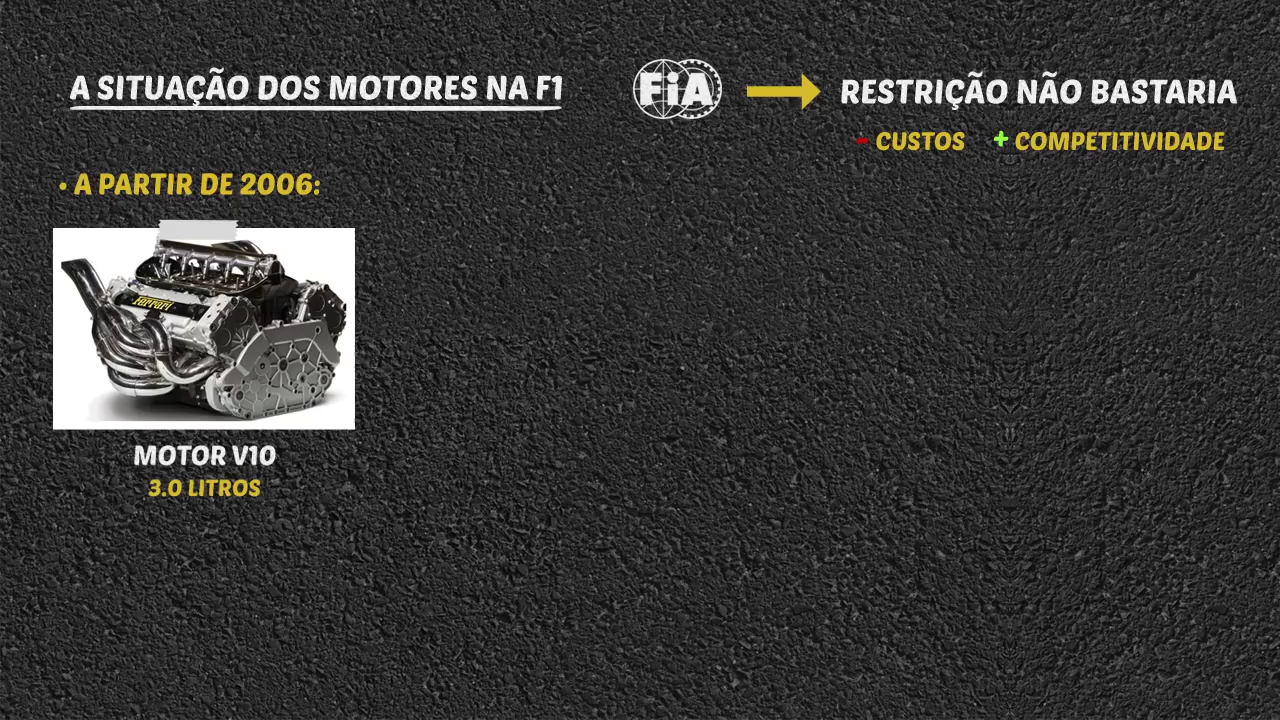 A SITUAÇÃO DOS MOTORES NA F1
FiA
RESTRIÇÃO NÃO BASTARIA
- CUSTOS + COMPETITIVIDADE
• A PARTIR DE 2006:
Ferrari
MOTOR V10
3.0 LITROS